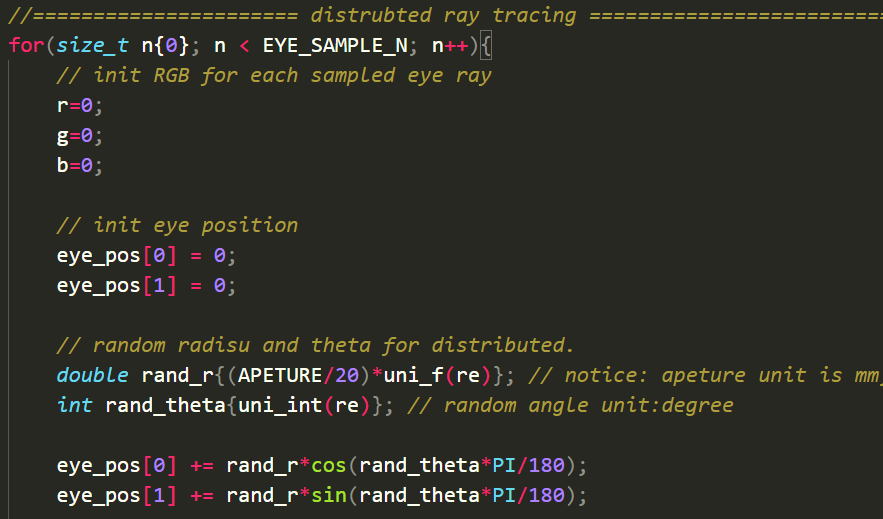 //====================== distrubted ray tracing =========================
for(size_t n{0}; n < EYE_SAMPLE_N; n++){
// init RGB for each sampled eye ray
r=0;
g=0;
b=0;
// init eye position
eye_pos[0] = 0;
eye_pos[1] = 0;
// random radisu and theta for distributed.
double rand_r{(APETURE/20)*uni_f(re)}; // notice: apeture unit is mm,
int rand_theta{uni_int(re)}; // random angle unit:degree
eye_pos[0] += rand_r*cos(rand_theta*PI/180);
eye_pos[1] += rand_r*sin(rand_theta*PI/180);